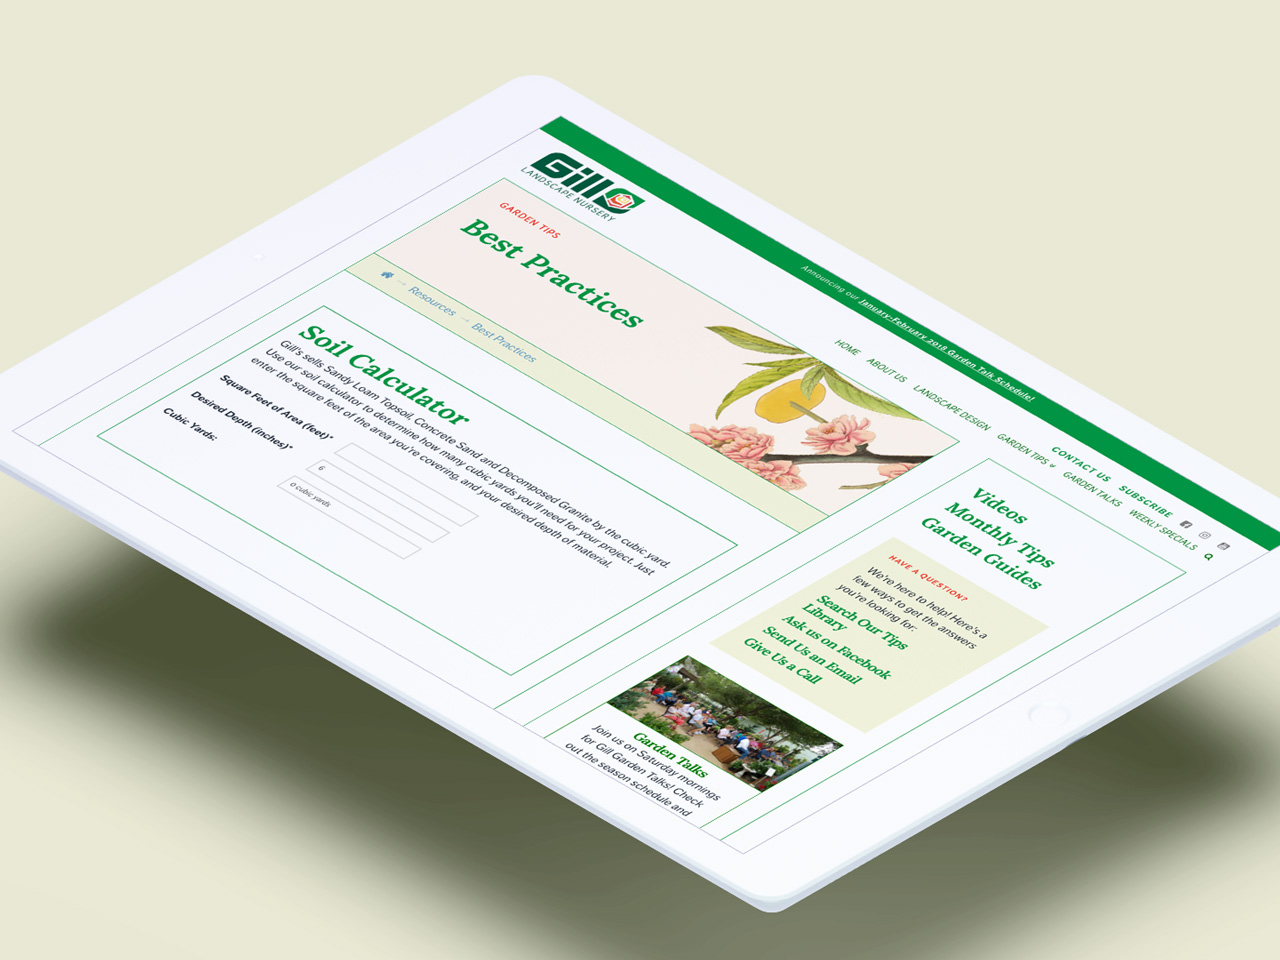 Announcing our January-February 2018 Garden Talk Schedule!
Gill
LANDSCAPE NURSERY
CONTACT US SUBSCRIBE
HOME ABOUT US LANDSCAPE DESIGN GARDEN TIPS GARDEN TALKS WEEKLY SPECIALS
GARDEN TIPS
Best Practices
→ Resources → Best Practices
Soil Calculator
Gill's sells Sandy Loam Topsoil, Concrete Sand and Decomposed Granite by the cubic yard.
Use our soil calculator to determine how many cubic yards you'll need for your project. Just
enter the square feet of the area you're covering, and your desired depth of material.
Square Feet of Area (feet)*
Desired Depth (inches)*
6
Cubic Yards:
0 cubic yards
Videos
Monthly Tips
Garden Guides
HAVE A QUESTION?
We're here to help! Here's a
few ways to get the answers
you're looking for:
Search Our Tips
Library
Ask us on Facebook
Send Us an Email
Give Us a Call
Garden Talks
Join us on Saturday mornings
for Gill Garden Talks! Check
out the season schedule and